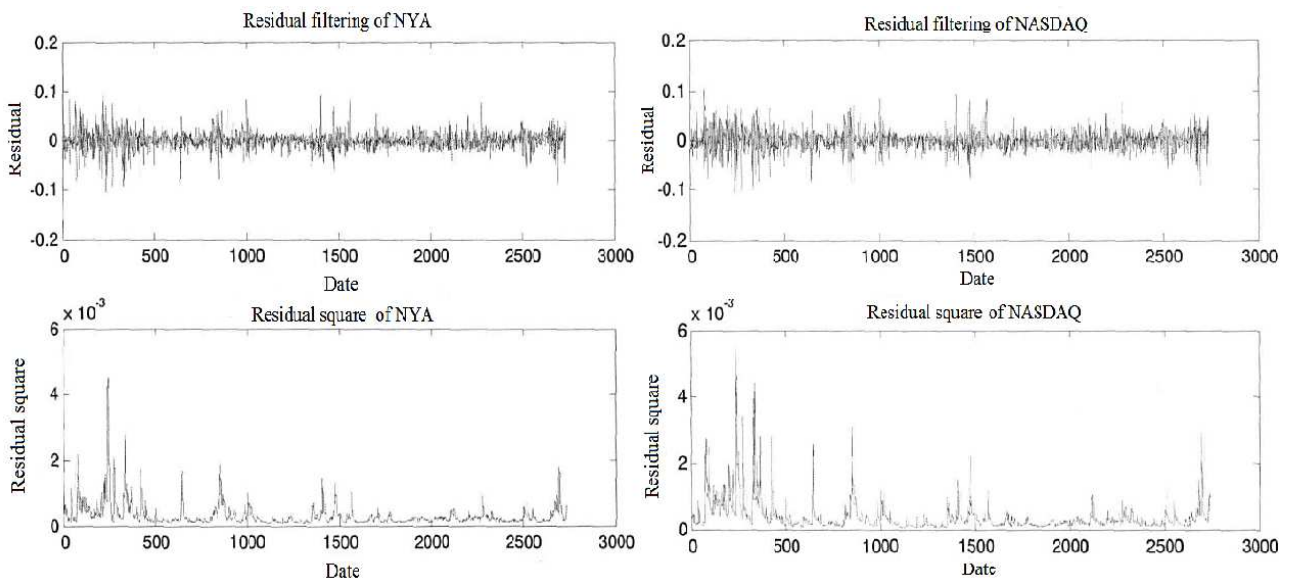 Residual filtering of NYA
0.2
0.1
0
-0.1
-0.2
Residual
0 500 1000 1500 2000 2500 3000
Date
Residual filtering of NASDAQ
0.2
0.1
0
-0.1
-0.2
Residual
0 500 1000 1500 2000 2500 3000
Date
x 10-3
Residual square of NYA
6
4
2
0
Residual square
0 500 1000 1500 2000 2500 3000
Date
x 10-3
Residual square of NASDAQ
6
4
2
0
Residual square
0 500 1000 1500 2000 2500 3000
Date